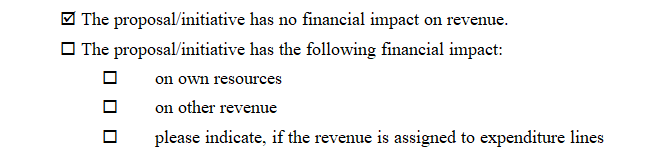 ☑ The proposal/initiative has no financial impact on revenue.
☐ The proposal/initiative has the following financial impact:
☐ on own resources
☐ on other revenue
☐ please indicate, if the revenue is assigned to expenditure lines